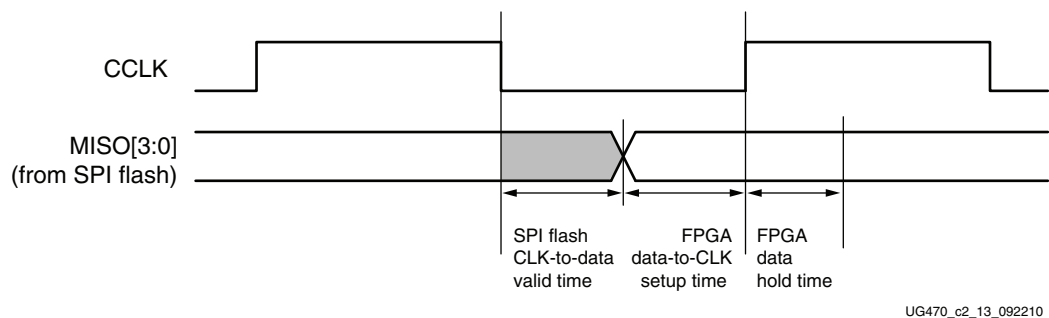 CCLK
MISO[3:0]
(from SPI flash)
SPI flash
CLK-to-data
valid time
FPGA
data-to-CLK
setup time
FPGA
data
hold time
UG470_c2_13_092210